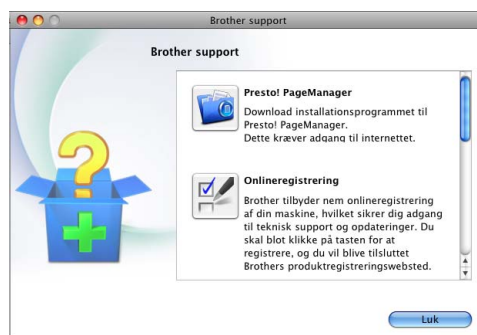 Brother support
Brother support
Presto! PageManager
Download installationsprogrammet til
Presto! PageManager.
Dette kræver adgang til internettet.
Onlineregistrering
Brother tilbyder nem onlineregistrering
af din maskine, hvilket sikrer dig adgang
til teknisk support og opdateringer. Du
skal blot klikke på tasten for at
registrere, og du vil blive tilsluttet
Brothers produktregistreringswebsted.
Luk